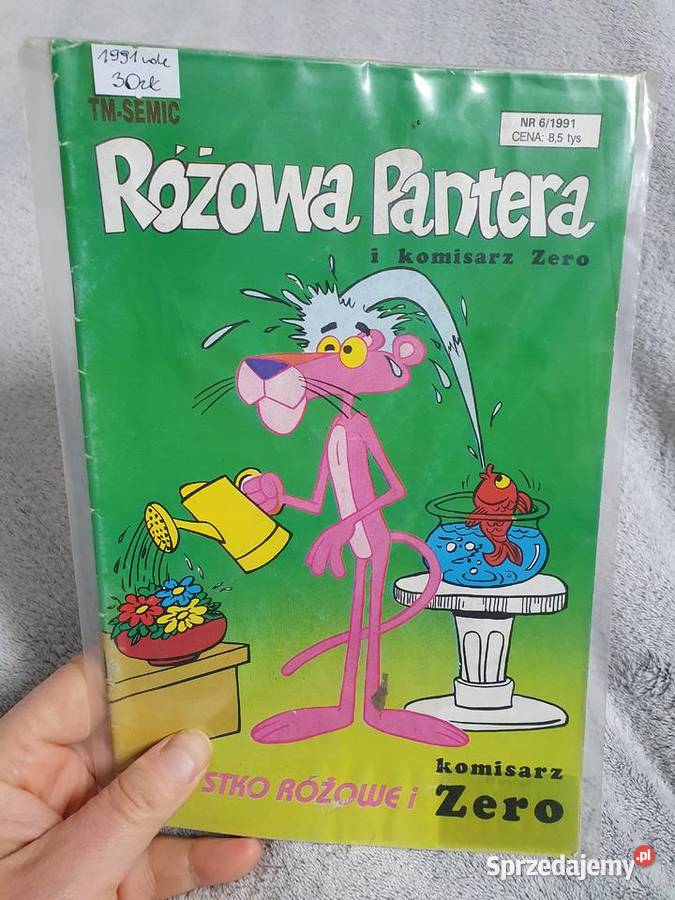 1991 rok
30zł
TM-SEMIC
NR 6/1991
CENA: 8,5 tys
RÓŻOWA PANTERA
i komisarz Zero
STKO RÓŻOWE i
komisarz
Zero
Sprzedajemy.pl